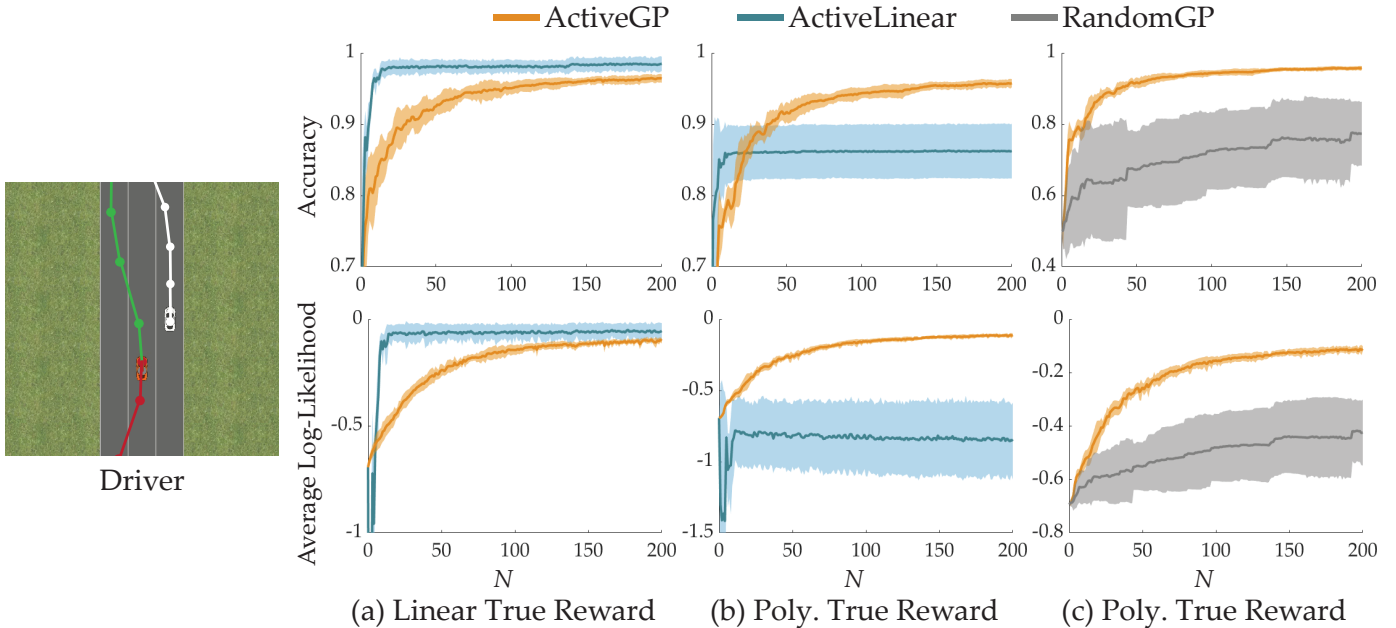 ActiveGP ActiveLinear RandomGP
Accuracy
1
0.9
0.8
0.7
0 50 100 150 200
1
0.9
0.8
0.7
0 50 100 150 200
1
0.8
0.6
0.4
0 50 100 150 200
Driver
Average Log-Likelihood
0
-0.5
-1
0 50 100 150 200
N
0
-0.5
-1
-1.5
0 50 100 150 200
N
0
-0.2
-0.4
-0.6
-0.8
0 50 100 150 200
N
(a) Linear True Reward (b) Poly. True Reward (c) Poly. True Reward